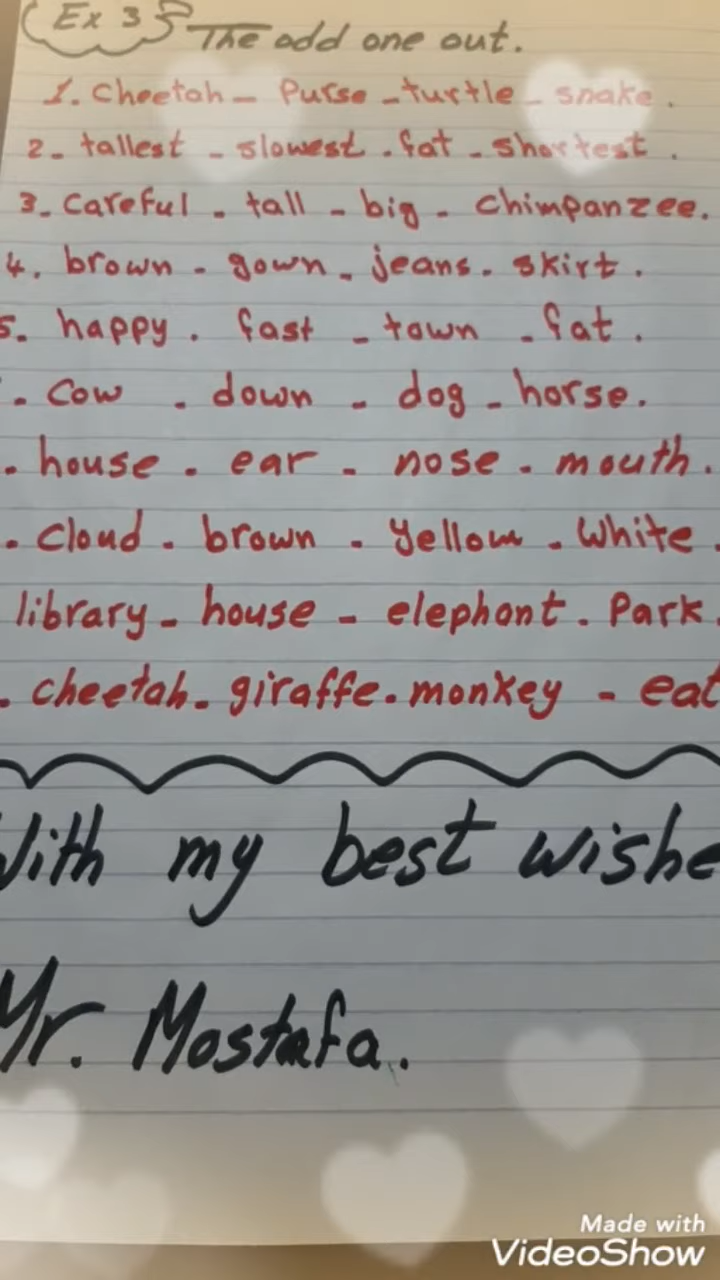 Ex 3
The odd one out.
1. Cheetah - Purse - turtle - snake.
2- tallest - slowest. fat - shortest.
3- Careful. tall - big - Chimpanzee.
4. brown - gown - jeans. skirt.
5. happy. fast - town - fat.
. Cow . down - dog - horse.
. house. ear - nose. mouth.
. Cloud. brown - yellow. White.
library - house - elephant. Park.
. cheetah - giraffe. monkey - eat
With my best wishe
Mr. Mostafa.
Made with
VideoShow